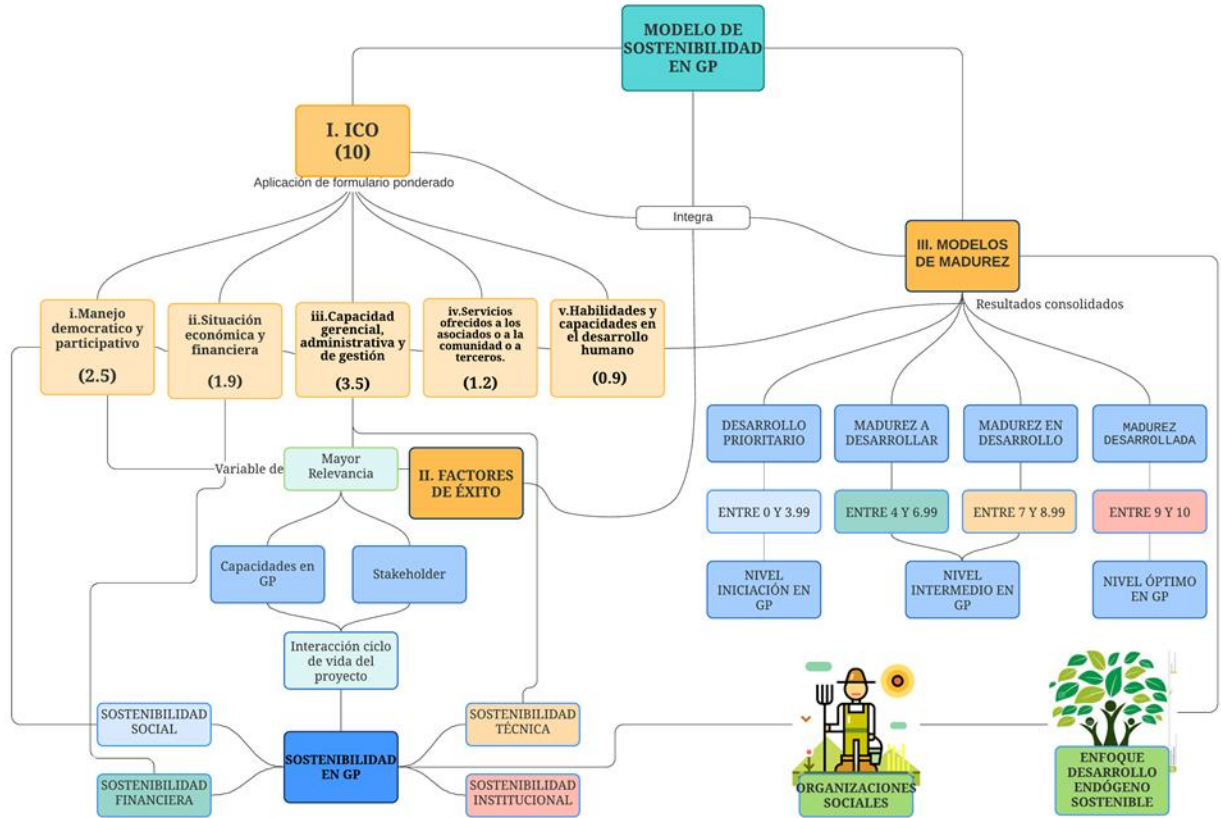 MODELO DE
SOSTENIBILIDAD
EN GP
I. ICO
(10)
Aplicación de formulario ponderado
Integra
III. MODELOS
DE MADUREZ
Resultados consolidados
i.Manejo
democratico y
participativo
(2.5)
ii.Situación
económica y
financiera
(1.9)
iii.Capacidad
gerencial,
administrativa y
de gestión
(3.5)
iv.Servicios
ofrecidos a los
asociados o a la
comunidad o a
terceros.
(1.2)
v.Habilidades y
capacidades en
el desarrollo
humano
(0.9)
DESARROLLO
PRIORITARIO
MADUREZ A
DESARROLLAR
MADUREZ EN
DESARROLLO
MADUREZ
DESARROLLADA
Variable de
Mayor
Relevancia
II. FACTORES
DE ÉXITO
ENTRE 0 Y 3.99
ENTRE 4 Y 6.99
ENTRE 7 Y 8.99
ENTRE 9 Y 10
Capacidades en
GP
Stakeholder
NIVEL
INICIACIÓN EN
GP
NIVEL
INTERMEDIO EN
GP
NIVEL ÓPTIMO
EN GP
Interacción ciclo
de vida del
proyecto
SOSTENIBILIDAD
SOCIAL
SOSTENIBILIDAD
TÉCNICA
SOSTENIBILIDAD
EN GP
SOSTENIBILIDAD
FINANCIERA
SOSTENIBILIDAD
INSTITUCIONAL
ORGANIZACIONES
SOCIALES
ENFOQUE
DESARROLLO
ENDÓGENO
SOSTENIBLE